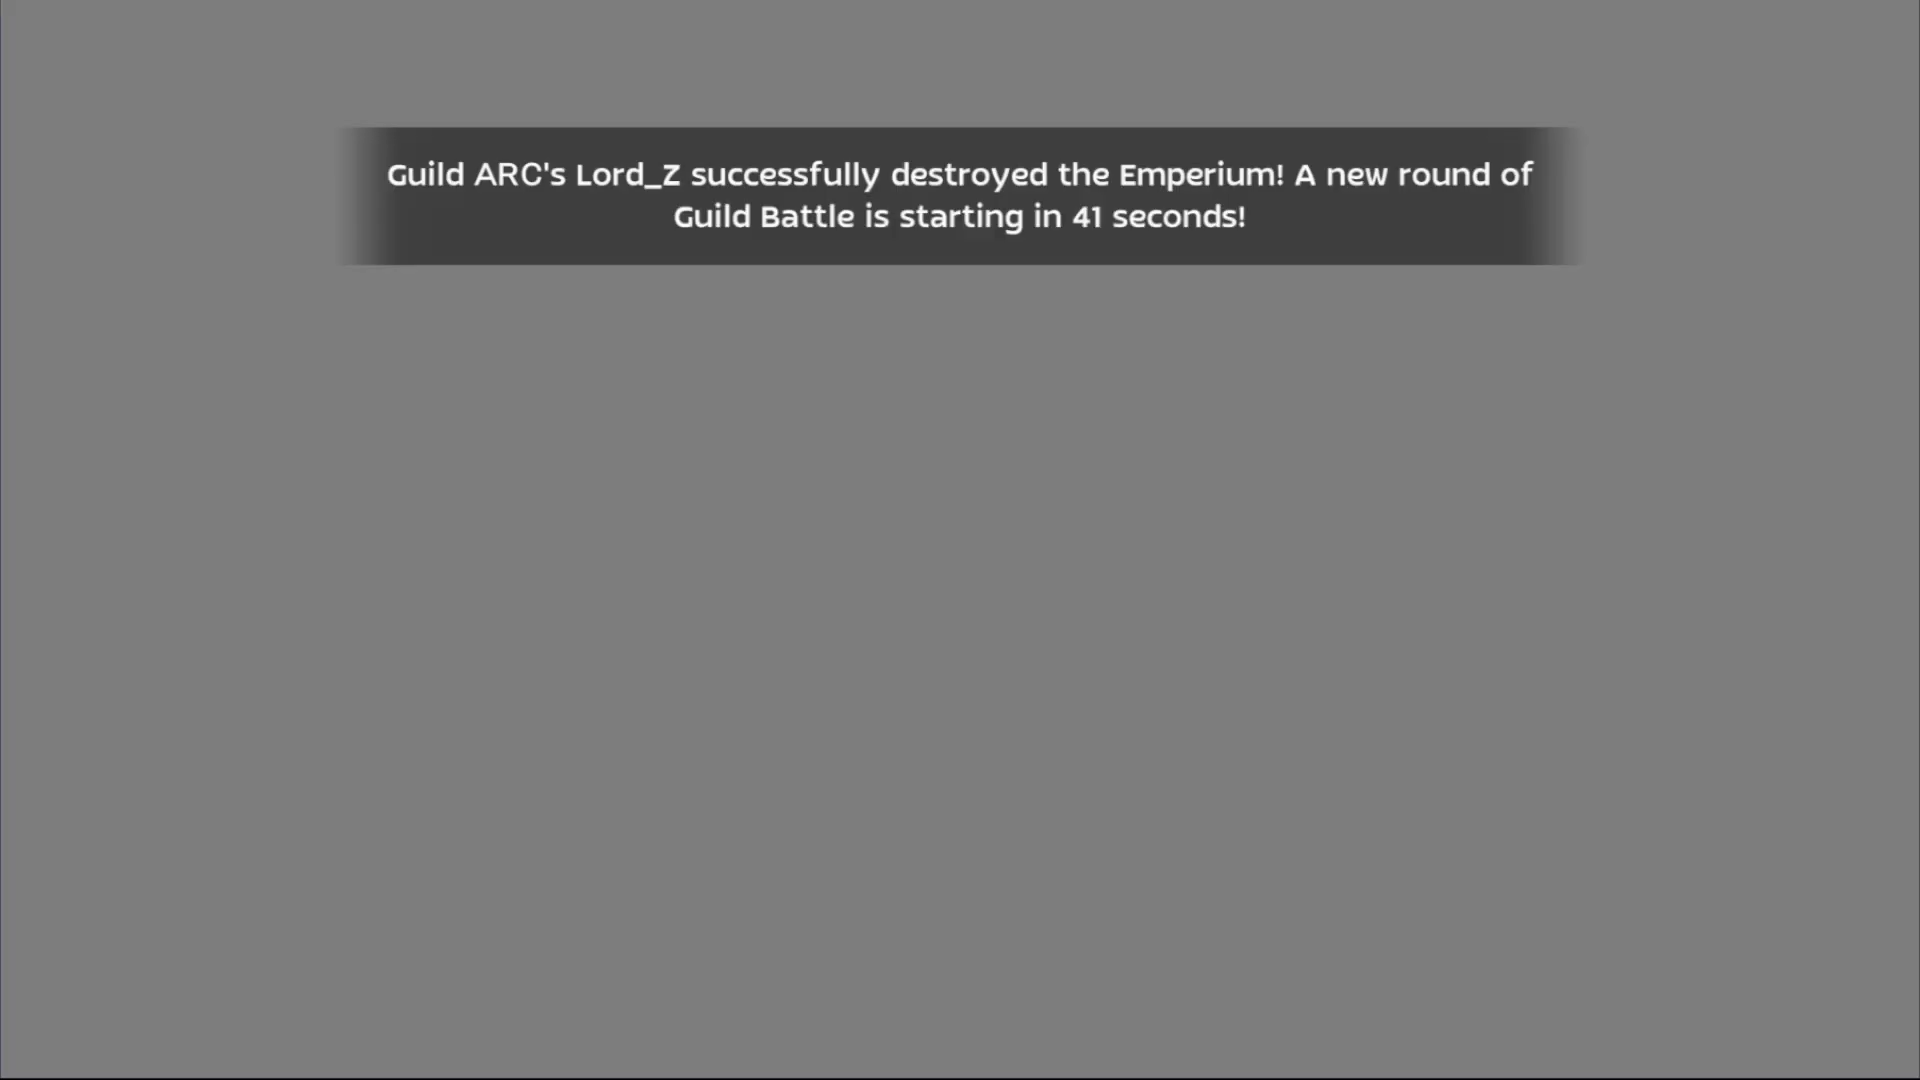 Guild ARC's Lord_Z successfully destroyed the Emperium! A new round of
Guild Battle is starting in 41 seconds!